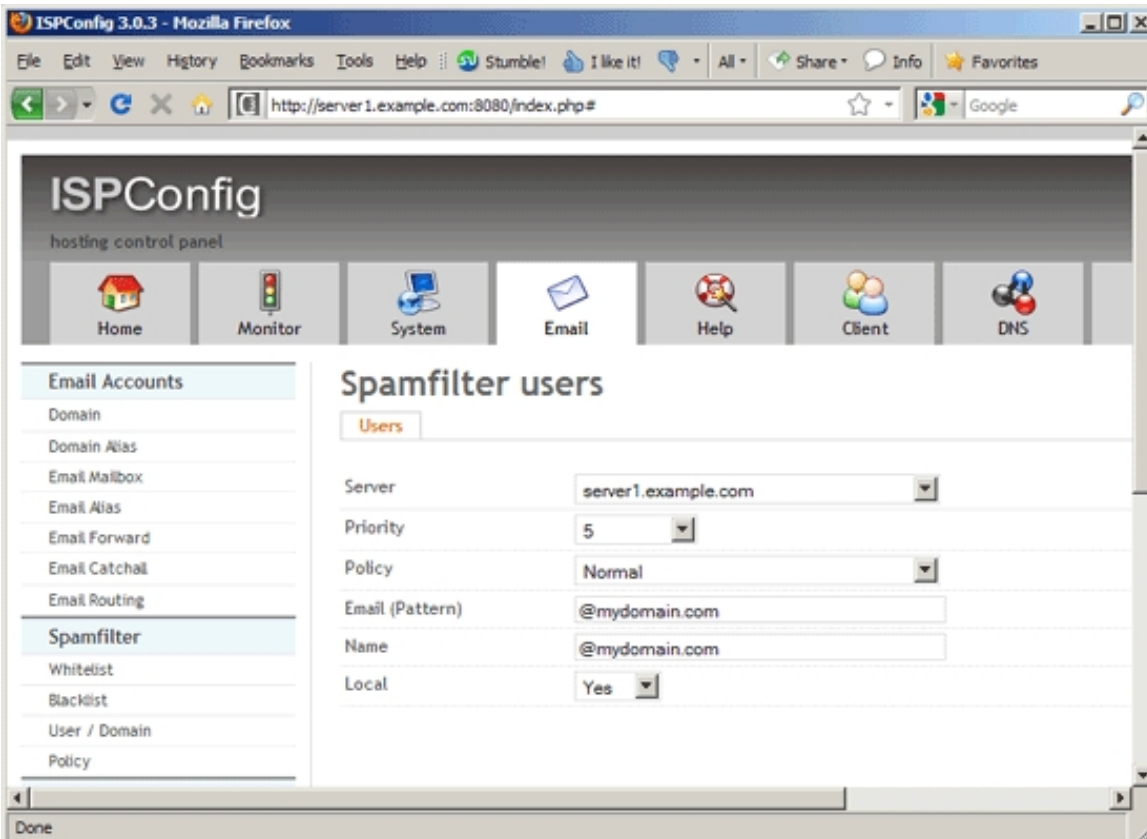 ISPConfig 3.0.3 - Mozilla Firefox
File Edit View History Bookmarks Tools Help Stumble! I like it! All Share Info Favorites
http://server1.example.com:8080/index.php# Google
ISPConfig
hosting control panel
Home Monitor System Email Help Client DNS
Email Accounts
Domain
Domain Alias
Email Mailbox
Email Alias
Email Forward
Email Catchall
Email Routing
Spamfilter
Whitelist
Blacklist
User / Domain
Policy
Spamfilter users
Users
Server server1.example.com
Priority 5
Policy Normal
Email (Pattern) @mydomain.com
Name @mydomain.com
Local Yes
Done